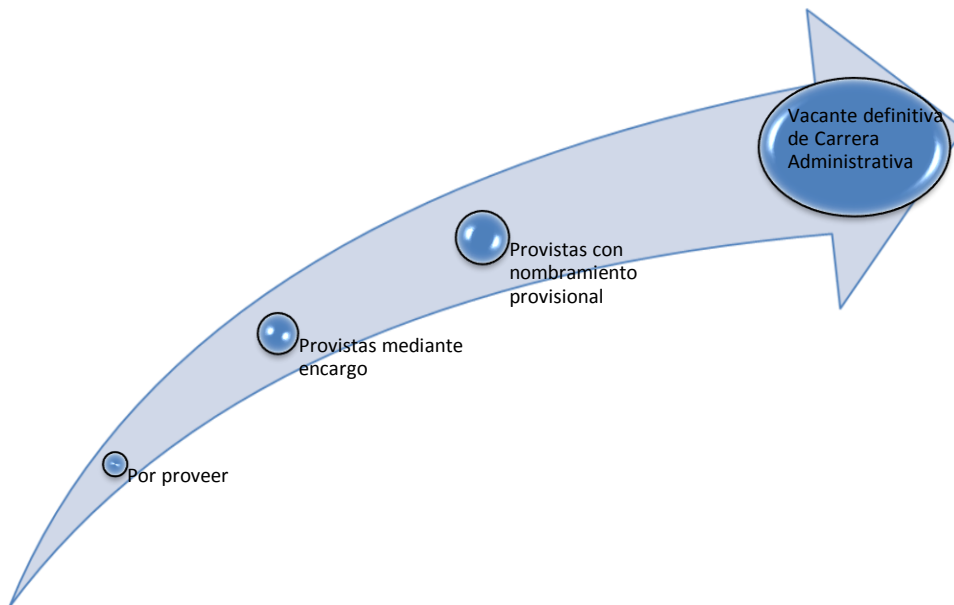 Vacante definitiva
de Carrera
Administrativa
Provistas con
nombramiento
provisional
Provistas mediante
encargo
Por proveer